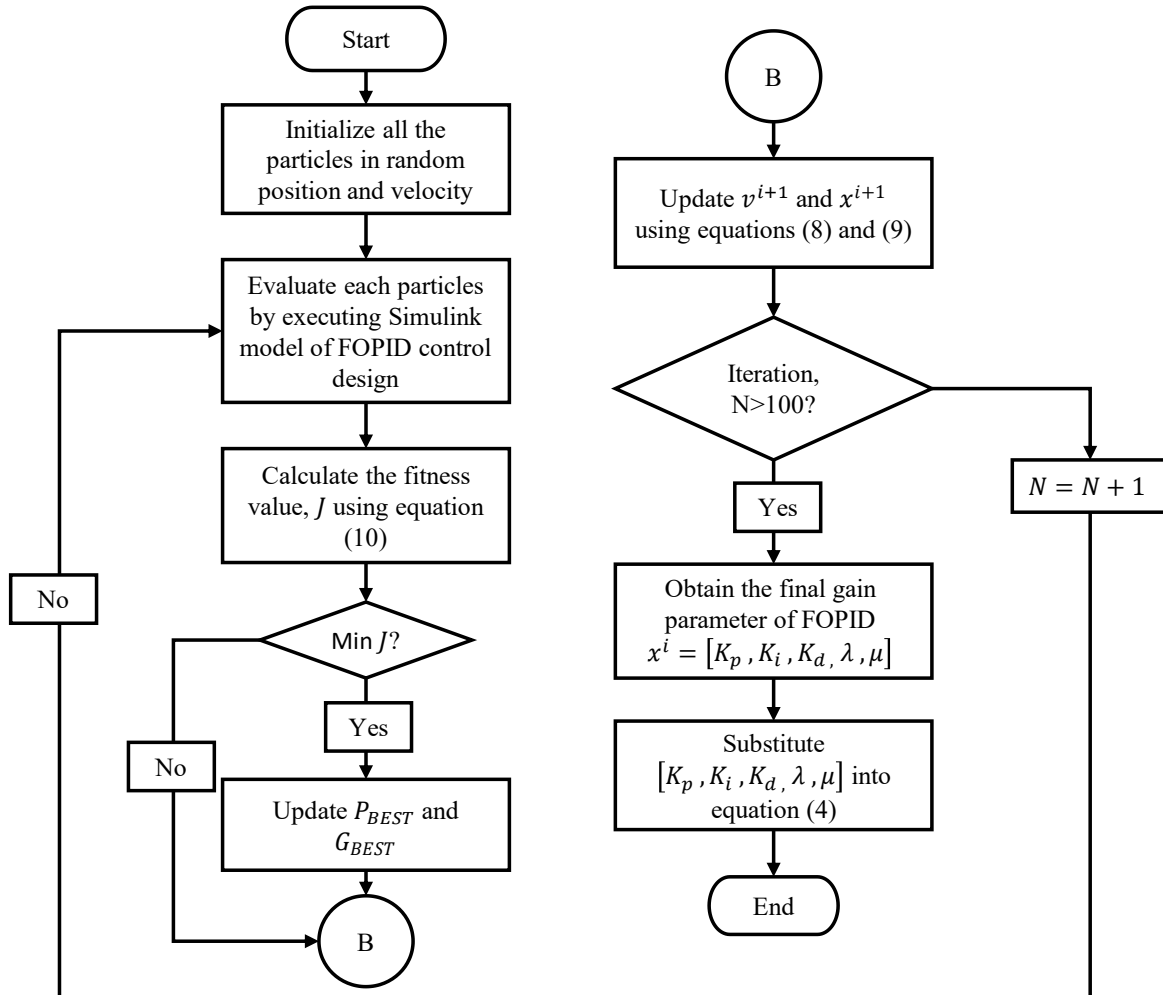 Start
Initialize all the
particles in random
position and velocity
Evaluate each particles
by executing Simulink
model of FOPID control
design
Calculate the fitness
value, J using equation
(10)
No
Min J?
Yes
No
Update P_BEST and
G_BEST
B
B
Update v^{i+1} and x^{i+1}
using equations (8) and (9)
Iteration,
N>100?
Yes
N = N + 1
Obtain the final gain
parameter of FOPID
x^i = [K_p , K_i , K_d , λ , μ]
Substitute
[K_p , K_i , K_d , λ , μ] into
equation (4)
End